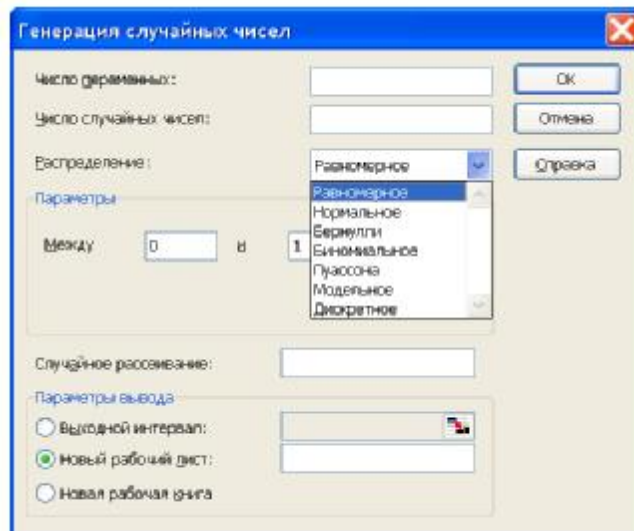 Генерация случайных чисел
Число переменных:
ОК
Число случайных чисел:
Отмена
Распределение:
Равномерное
Справка
Равномерное
Нормальное
Бернулли
Биномиальное
Пуассона
Модельное
Дискретное
Параметры
Между 0 и 1
Случайное рассеивание:
Параметры вывода
Выходной интервал:
Новый рабочий лист:
Новая рабочая книга